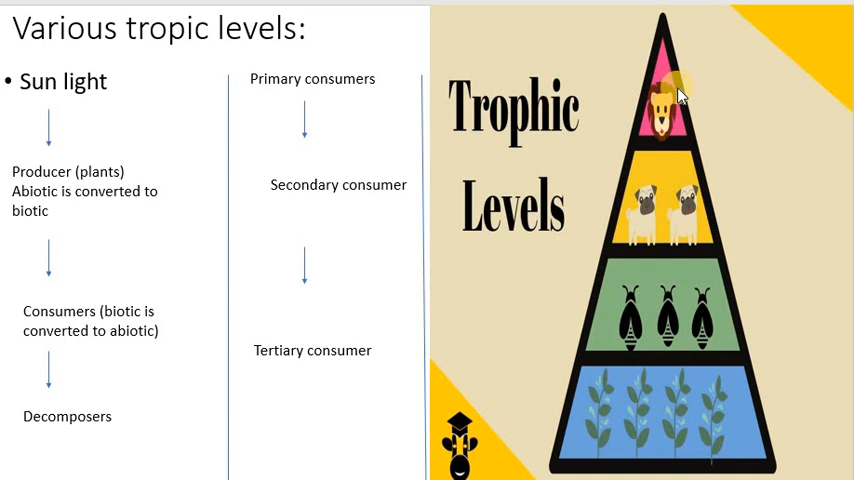 Various tropic levels:
• Sun light
Producer (plants)
Abiotic is converted to
biotic
Consumers (biotic is
converted to abiotic)
Decomposers
Primary consumers
Secondary consumer
Tertiary consumer
Trophic
Levels